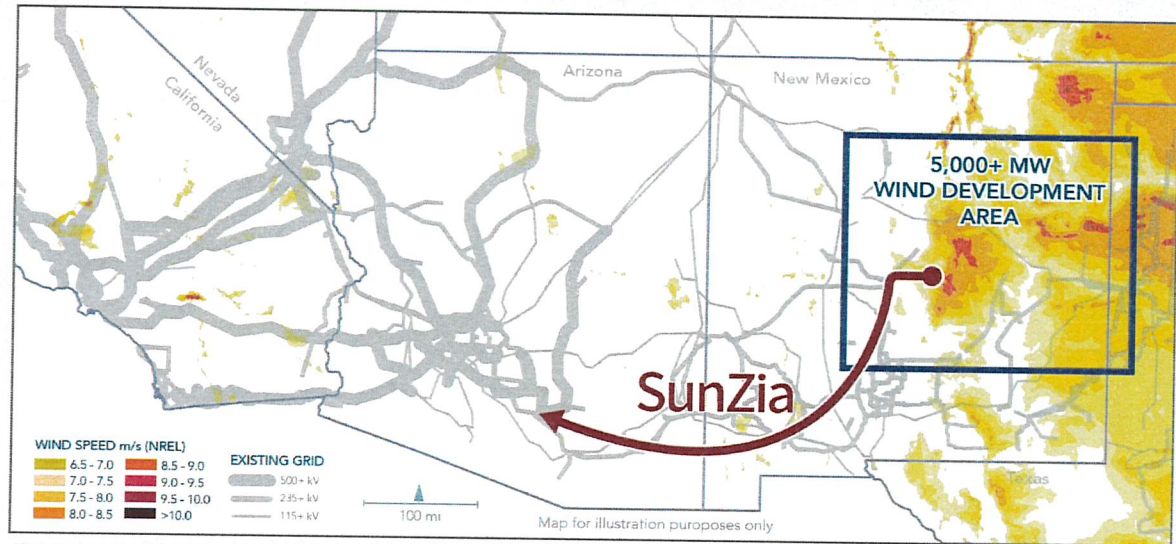 Nevada
California
Arizona
New Mexico
5,000+ MW
WIND DEVELOPMENT
AREA
SunZia
WIND SPEED m/s (NREL)
6.5 - 7.0
7.0 - 7.5
7.5 - 8.0
8.0 - 8.5
8.5 - 9.0
9.0 - 9.5
9.5 - 10.0
>10.0
EXISTING GRID
500+ kV
235+ kV
115+ kV
100 mi
Map for illustration puroposes only
Texas